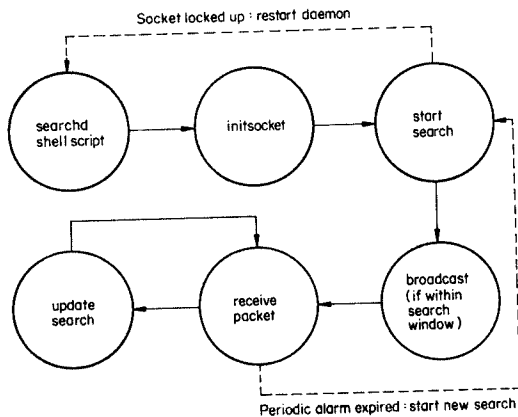 Socket locked up : restart daemon
searchd
shell script
initsocket
start
search
update
search
receive
packet
broadcast
(if within
search
window)
Periodic alarm expired : start new search